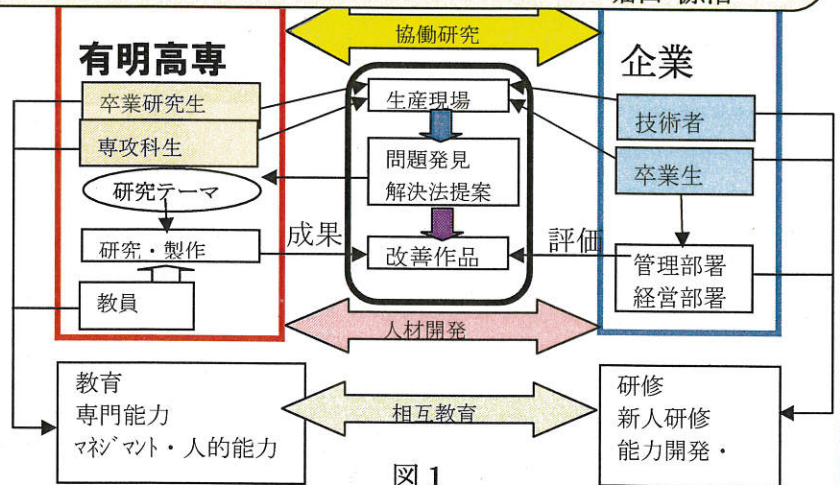 協働研究
有明高専
企業
卒業研究生
専攻科生
研究テーマ
研究・製作
教員
生産現場
問題発見
解決法提案
改善作品
成果
評価
技術者
卒業生
管理部署
経営部署
人材開発
教育
専門能力
マネジマント・人的能力
相互教育
研修
新人研修
能力開発・
図1